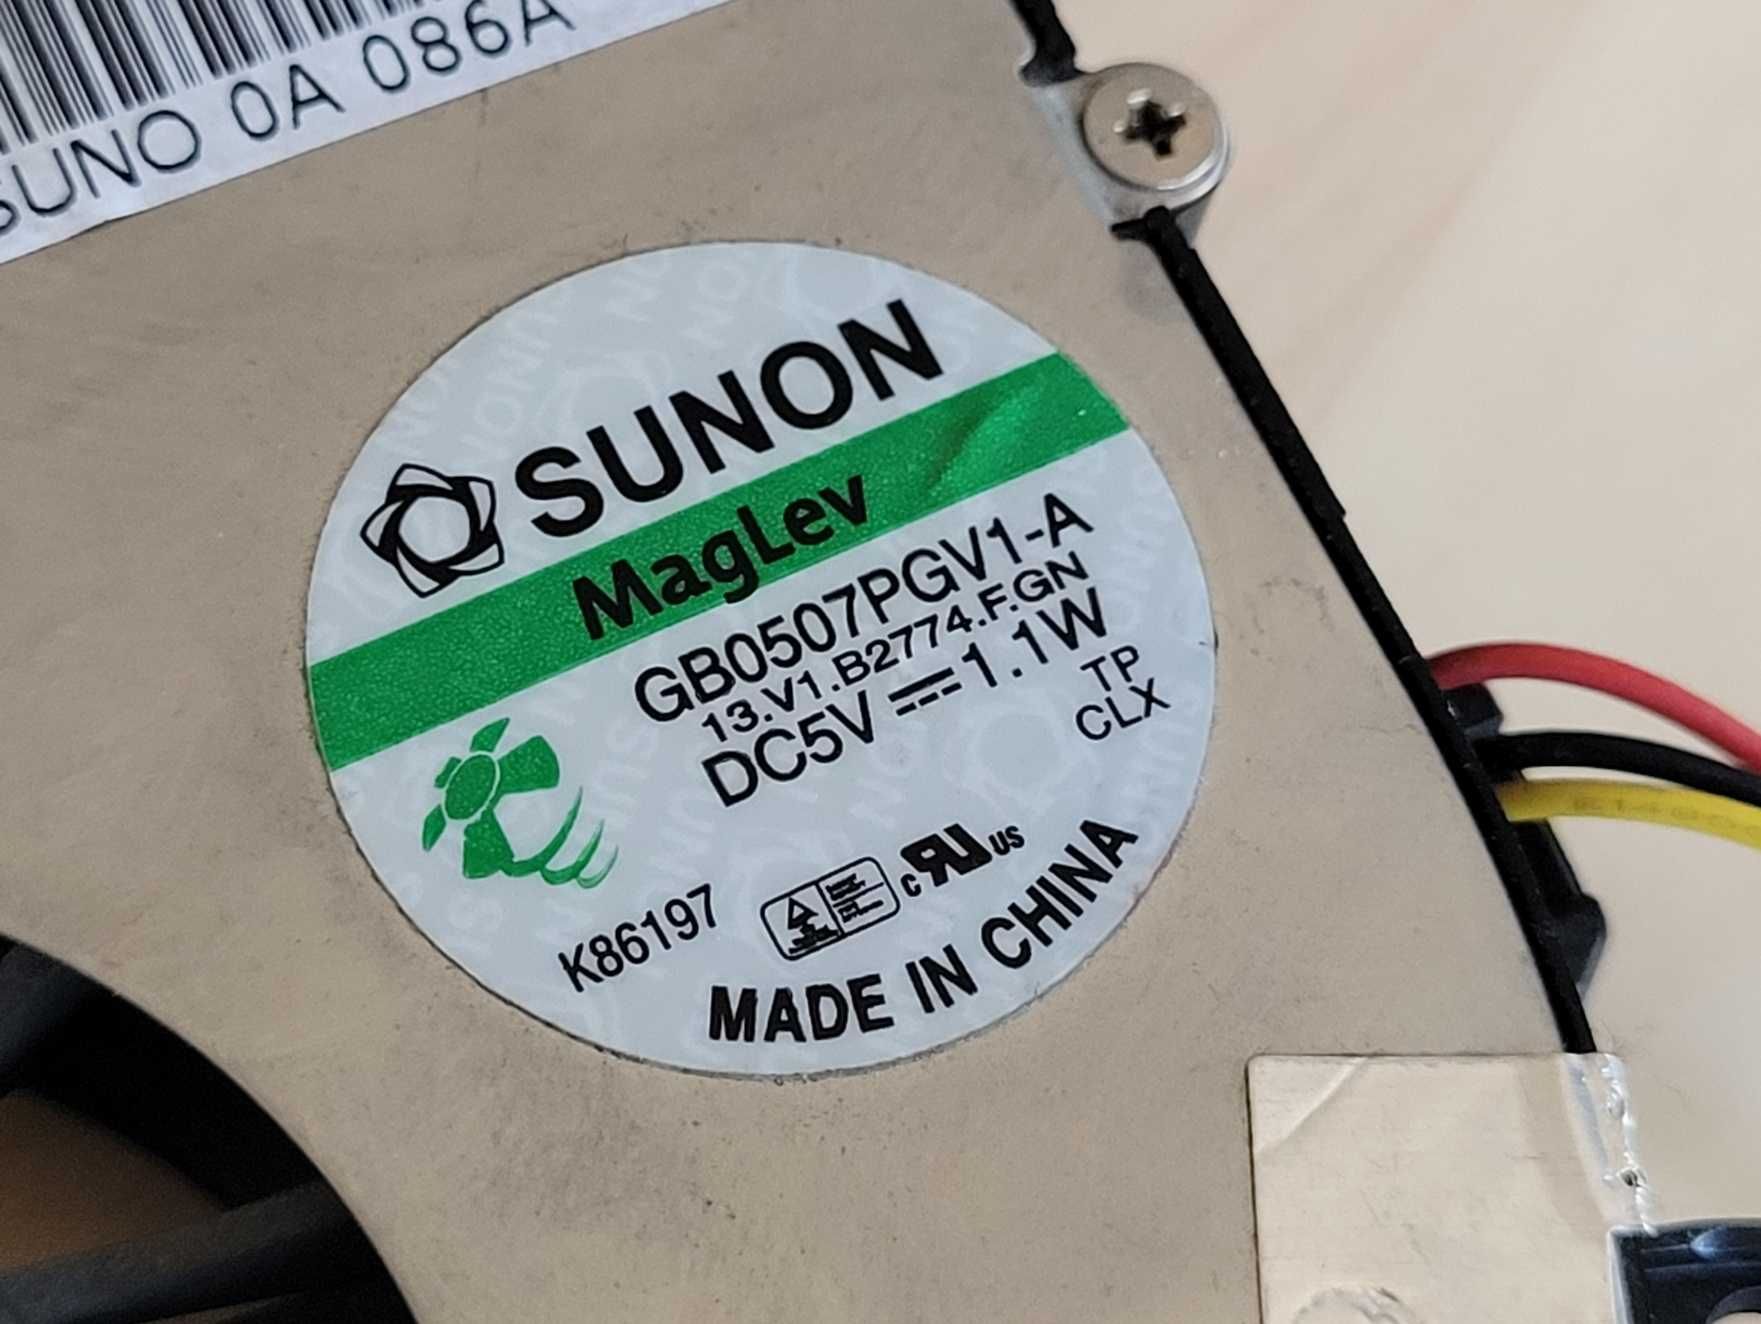 SUNO 0A 086A
SUNON
MagLev
GB0507PGV1-A
13.V1.B2774.F.GN
DC5V ⎓ 1.1W
TP
CLX
K86197
c RU US
MADE IN CHINA